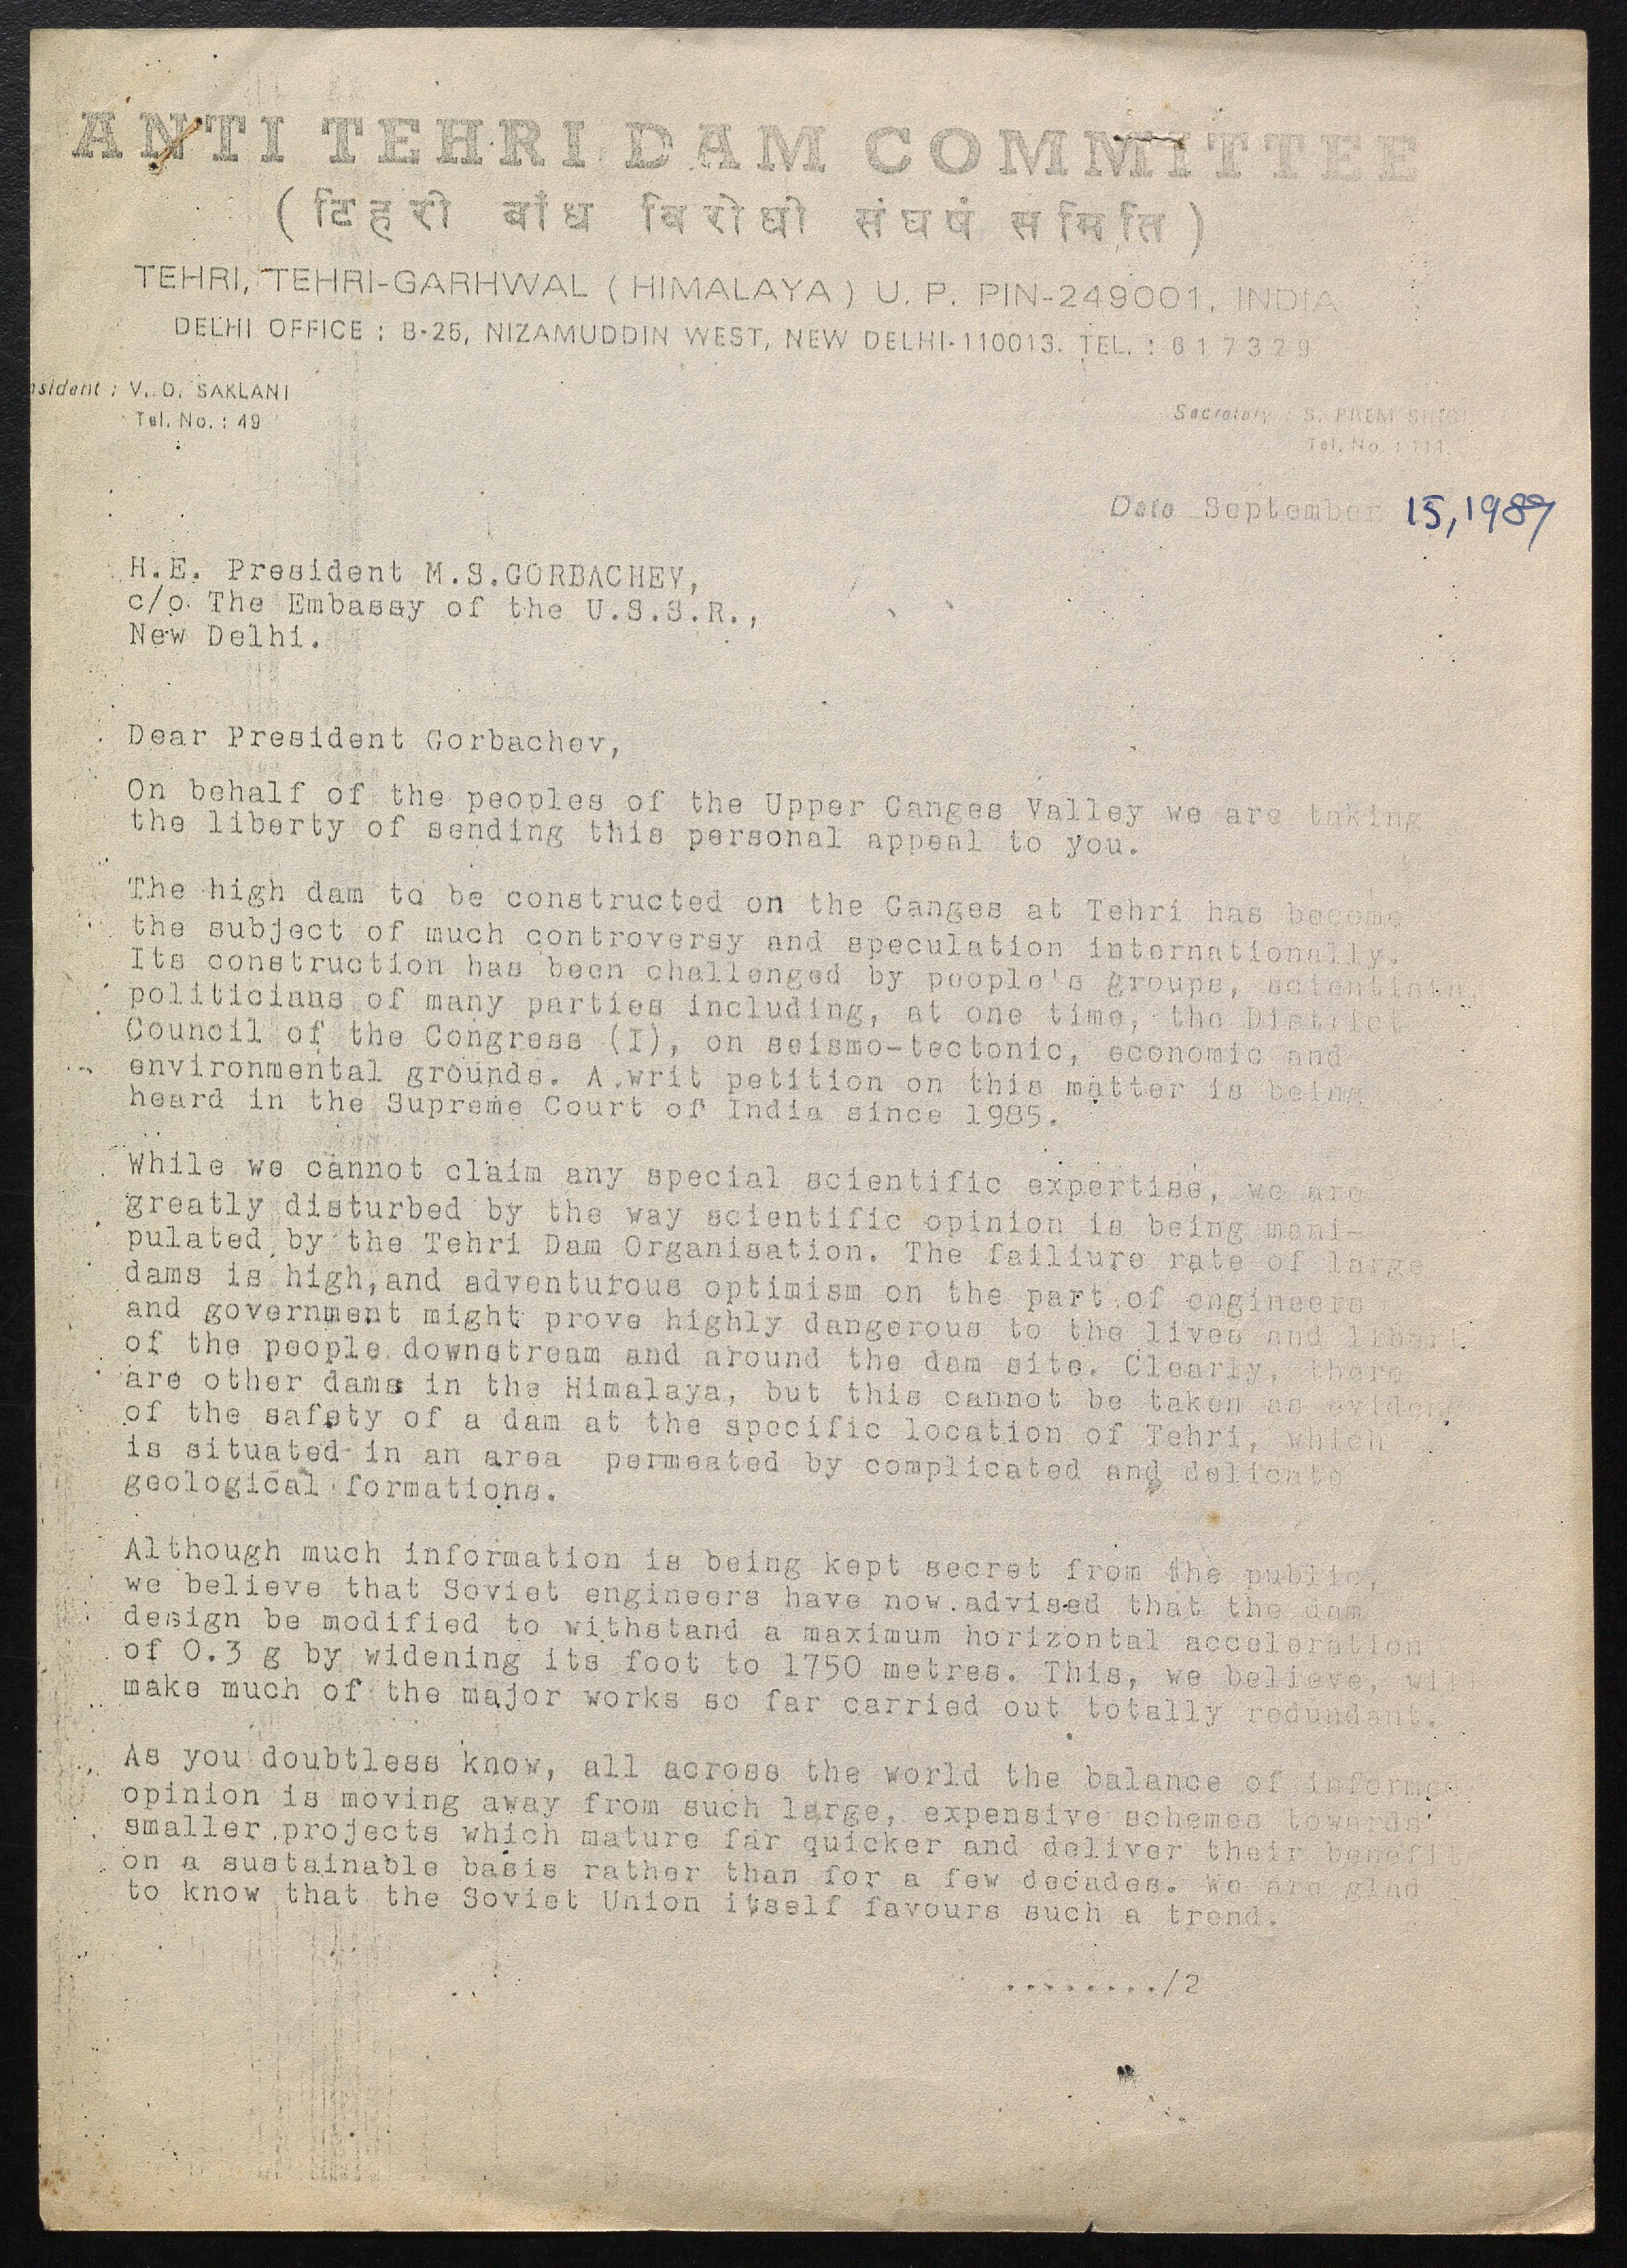 ANTI TEHRI DAM COMMITTEE
( टिहरी बाँध विरोधी संघर्ष समिति )
TEHRI, TEHRI-GARHWAL ( HIMALAYA ) U. P. PIN-249001, INDIA
DELHI OFFICE : B-26, NIZAMUDDIN WEST, NEW DELHI-110013. TEL. : 617329
esident : V. D. SAKLANI
Tel. No. : 49
Secretary : S. PREM SINGH
Tel. No. : 111
Date September 15, 1989
H.E. President M.S.GORBACHEV,
c/o The Embassy of the U.S.S.R.,
New Delhi.
Dear President Gorbachev,
On behalf of the peoples of the Upper Ganges Valley we are taking
the liberty of sending this personal appeal to you.
The high dam to be constructed on the Ganges at Tehri has become
the subject of much controversy and speculation internationally.
Its construction has been challenged by people's groups, scientists,
politicians of many parties including, at one time, the District
Council of the Congress (I), on seismo-tectonic, economic and
environmental grounds. A writ petition on this matter is being
heard in the Supreme Court of India since 1985.
While we cannot claim any special scientific expertise, we are
greatly disturbed by the way scientific opinion is being mani-
pulated by the Tehri Dam Organisation. The failiure rate of large
dams is high, and adventurous optimism on the part of engineers
and government might prove highly dangerous to the lives and libert
of the people downstream and around the dam site. Clearly, there
are other dams in the Himalaya, but this cannot be taken as eviden
of the safety of a dam at the specific location of Tehri, which
is situated in an area permeated by complicated and delicate
geological formations.
Although much information is being kept secret from the public,
we believe that Soviet engineers have now advised that the dam
design be modified to withstand a maximum horizontal acceleration
of 0.3 g by widening its foot to 1750 metres. This, we believe, wil
make much of the major works so far carried out totally redundant.
As you doubtless know, all across the world the balance of informed
opinion is moving away from such large, expensive schemes towards
smaller projects which mature far quicker and deliver their benefit
on a sustainable basis rather than for a few decades. We are glad
to know that the Soviet Union itself favours such a trend.
........./2